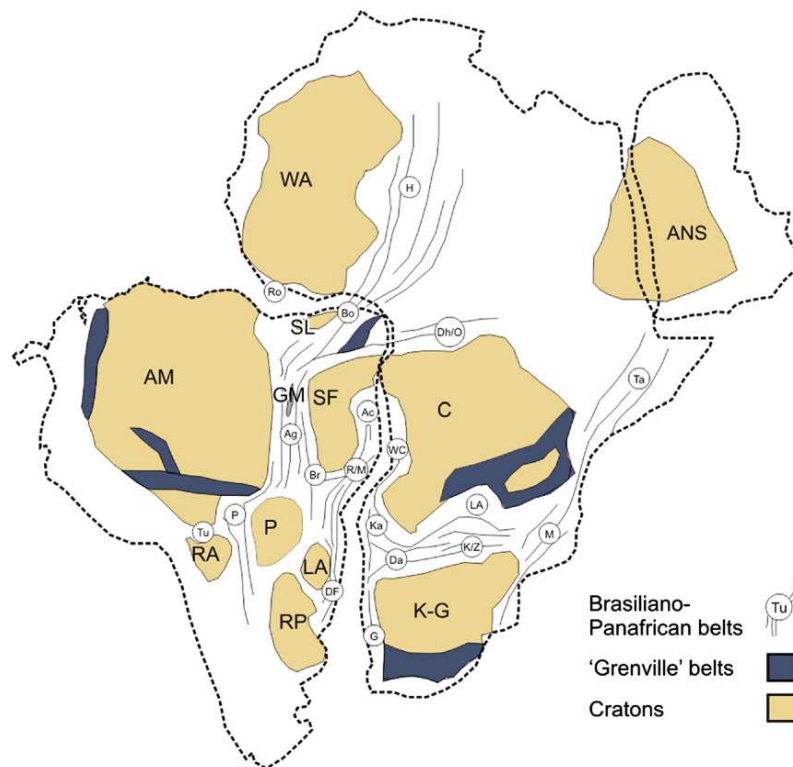 WA
H
ANS
Ro
Bo
SL
Dh/O
Ta
AM
GM
SF
C
Ac
Ag
WC
Br
R/M
LA
P
P
Ka
Tu
M
K/Z
RA
LA
Da
DF
K-G
RP
G
Brasiliano-
Panafrican belts
Tu
‘Grenville’ belts
Cratons